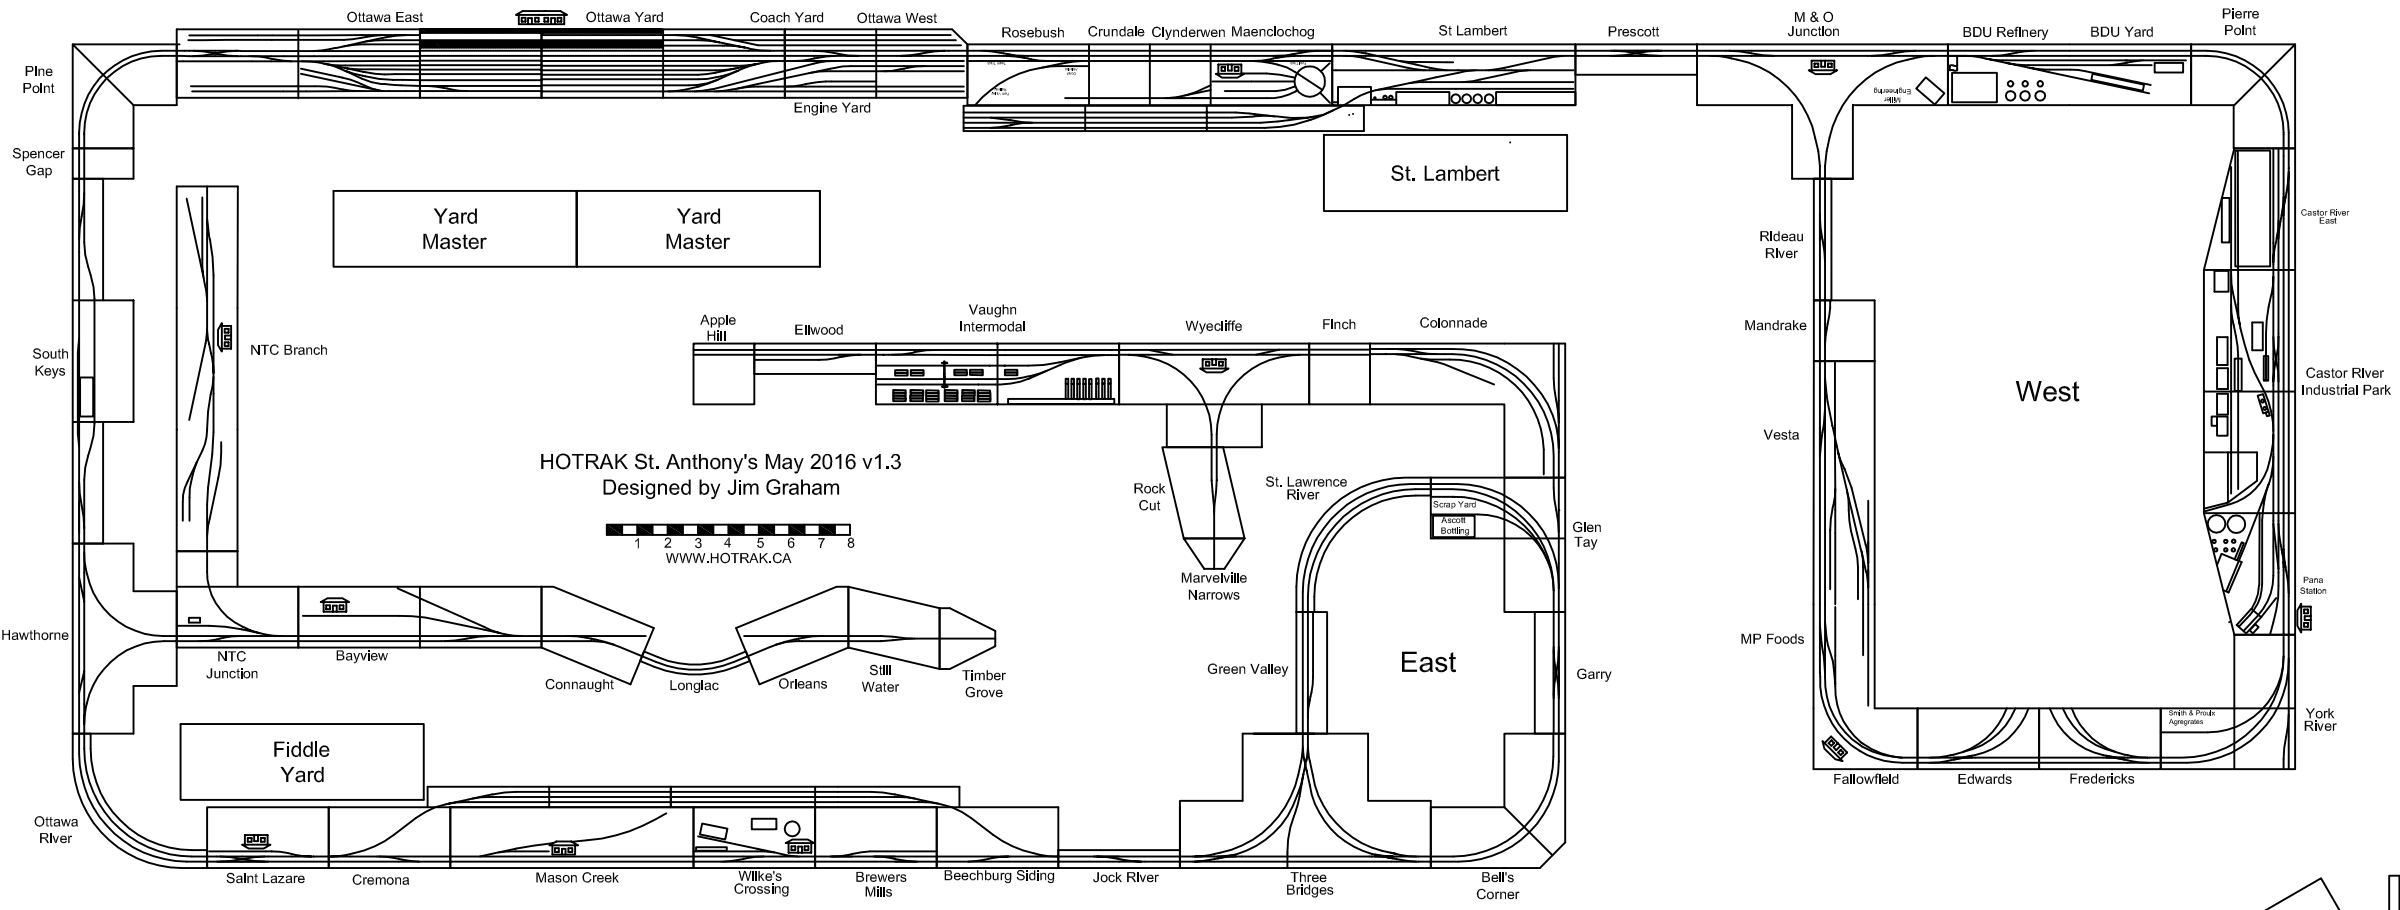 Ottawa East
Ottawa Yard
Coach Yard
Ottawa West
Rosebush
Crundale
Clynderwen
Maenclochog
St Lambert
Prescott
M & O
Junction
BDU Refinery
BDU Yard
Pierre
Point
Pine
Point
Engine Yard
Miller
Engineering
Spencer
Gap
St. Lambert
Yard
Master
Yard
Master
Castor River
East
Rideau
River
NTC Branch
South
Keys
Apple
Hill
Ellwood
Vaughn
Intermodal
Wyecliffe
Finch
Colonnade
Mandrake
West
Castor River
Industrial Park
Vesta
HOTRAK St. Anthony's May 2016 v1.3
Designed by Jim Graham
1 2 3 4 5 6 7 8
WWW.HOTRAK.CA
Rock
Cut
St. Lawrence
River
Scrap Yard
Ascott
Bottling
Glen
Tay
Marvelville
Narrows
Pana
Station
Hawthorne
NTC
Junction
Bayview
Connaught
Longlac
Orleans
Still
Water
Timber
Grove
Green Valley
East
Garry
MP Foods
Smith & Proulx
Agregrates
York
River
Fiddle
Yard
Fallowfield
Edwards
Fredericks
Ottawa
River
Saint Lazare
Cremona
Mason Creek
Wilke's
Crossing
Brewers
Mills
Beechburg Siding
Jock River
Three
Bridges
Bell's
Corner